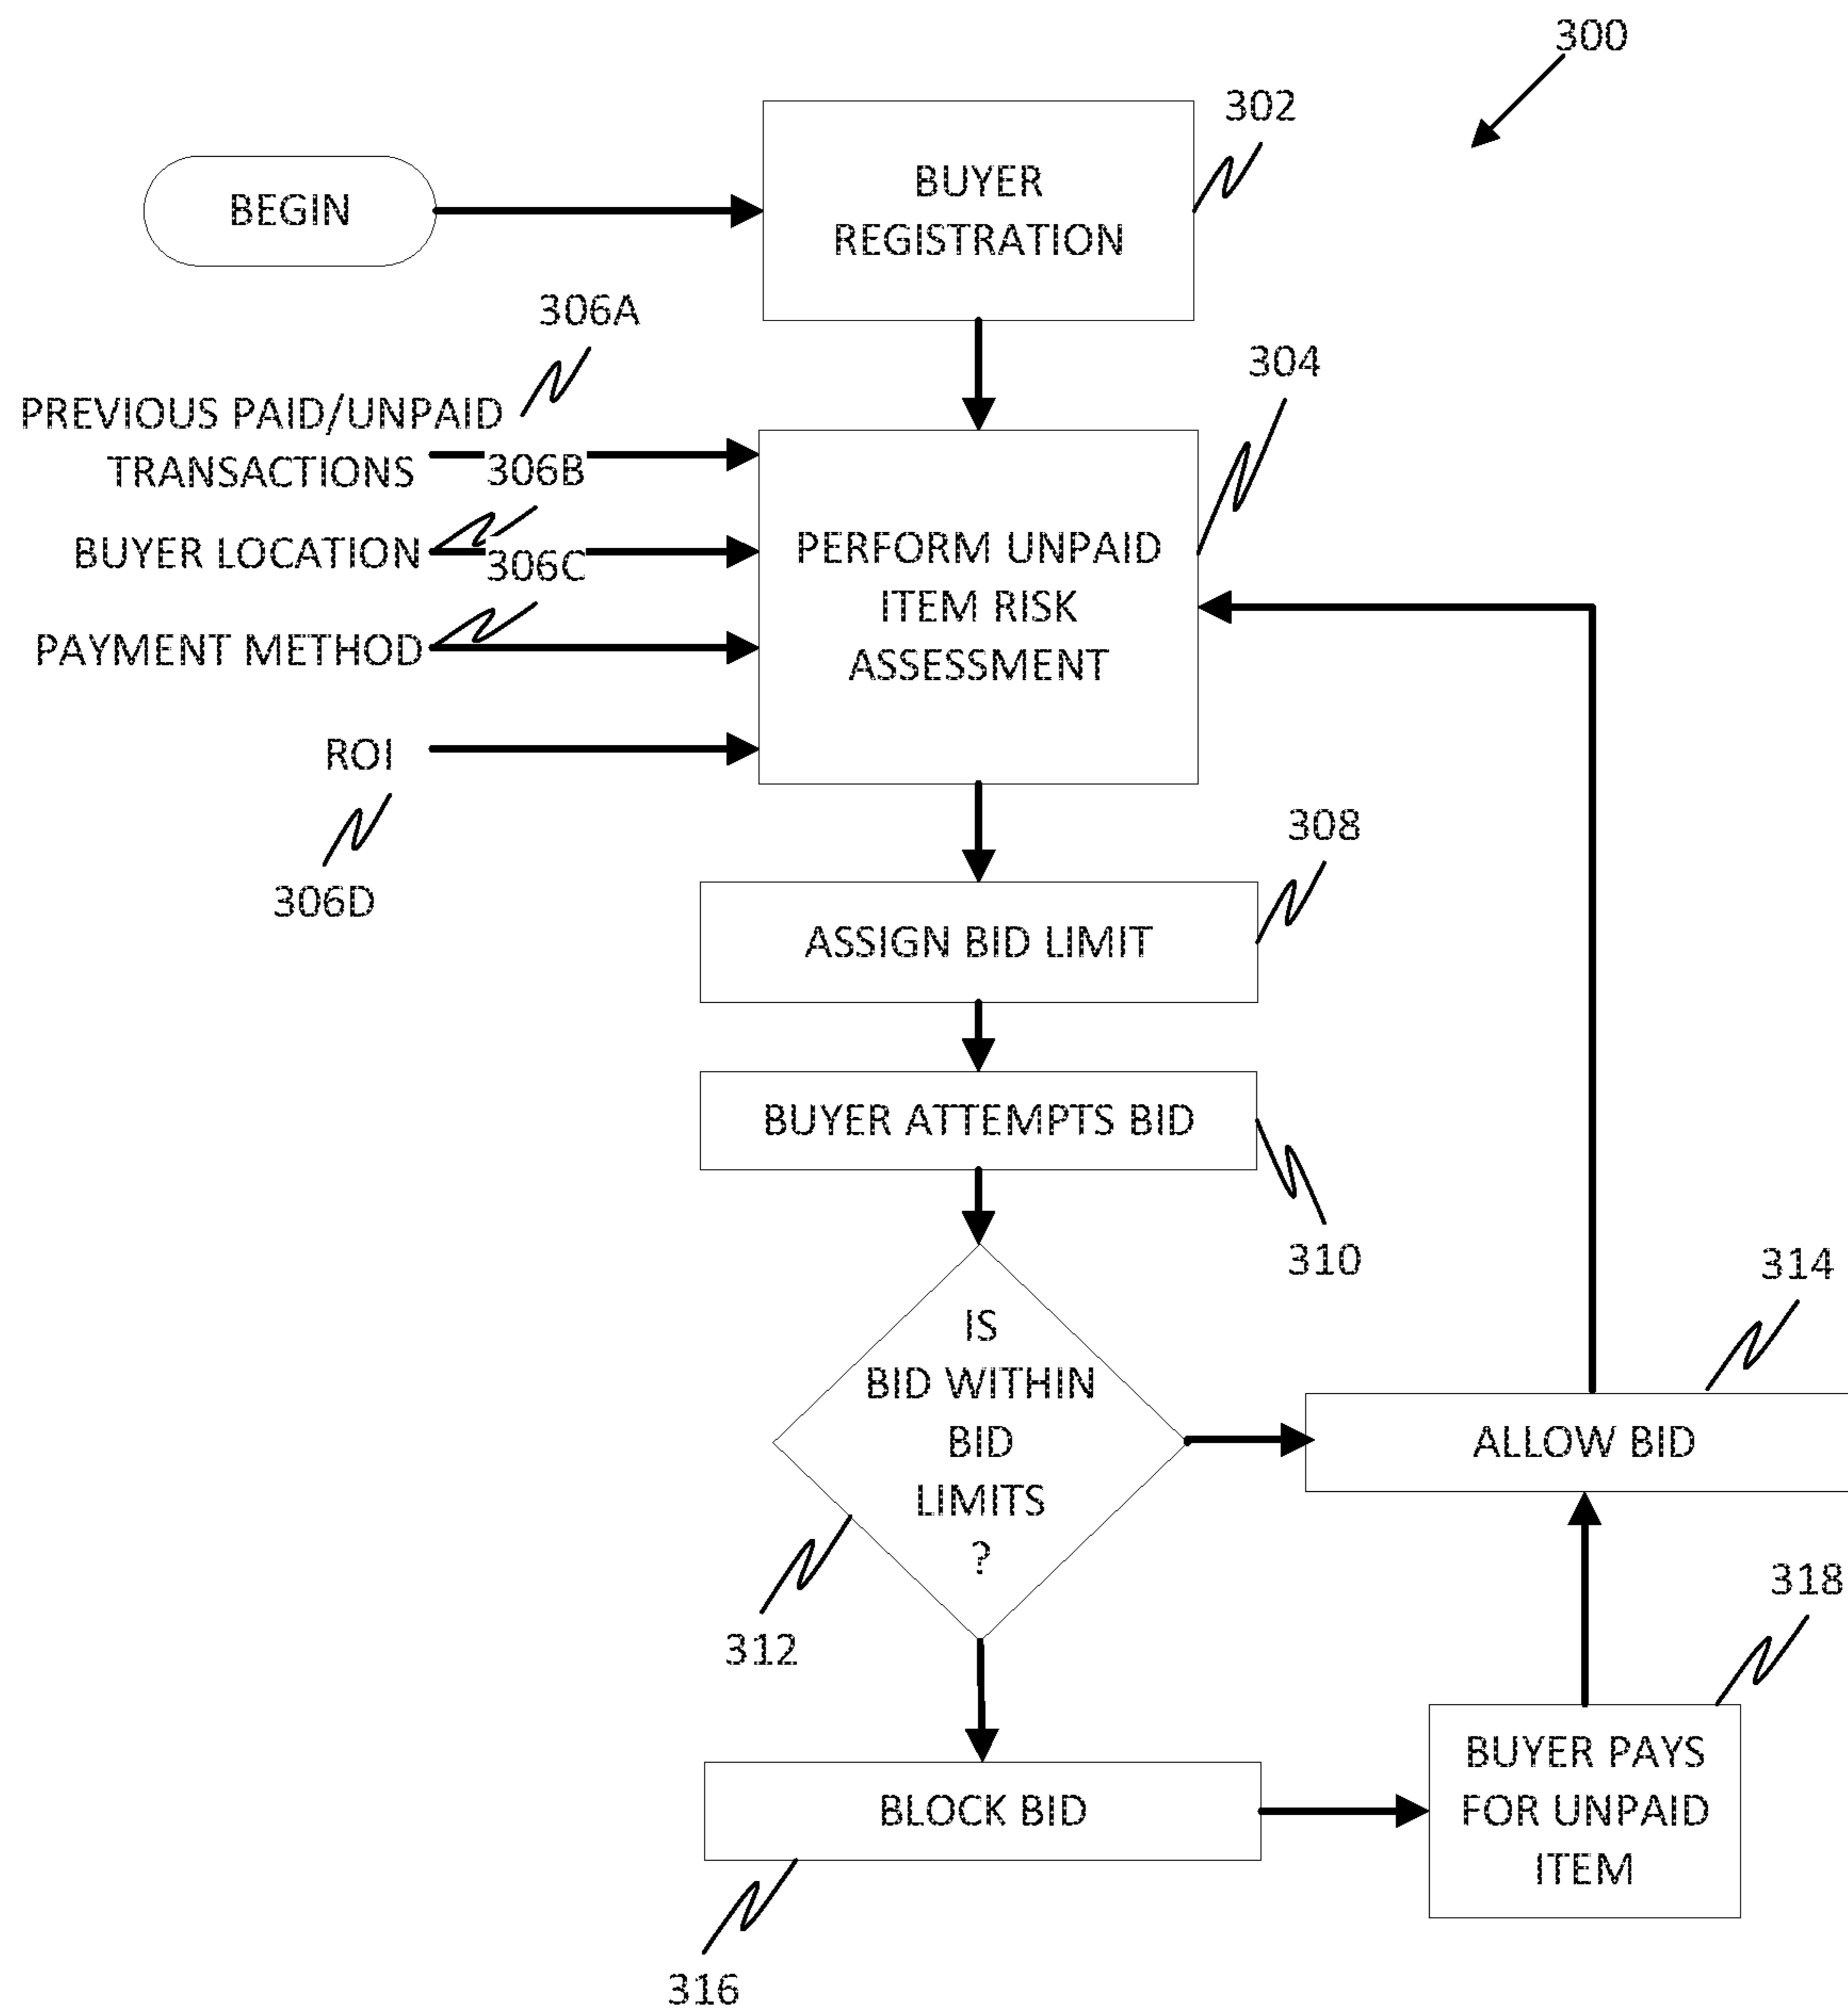 300
302
BEGIN
BUYER
REGISTRATION
306A
304
PREVIOUS PAID/UNPAID
TRANSACTIONS
306B
BUYER LOCATION
306C
PAYMENT METHOD
ROI
306D
PERFORM UNPAID
ITEM RISK
ASSESSMENT
308
ASSIGN BID LIMIT
BUYER ATTEMPTS BID
310
IS
BID WITHIN
BID
LIMITS
?
312
314
ALLOW BID
318
BUYER PAYS
FOR UNPAID
ITEM
BLOCK BID
316